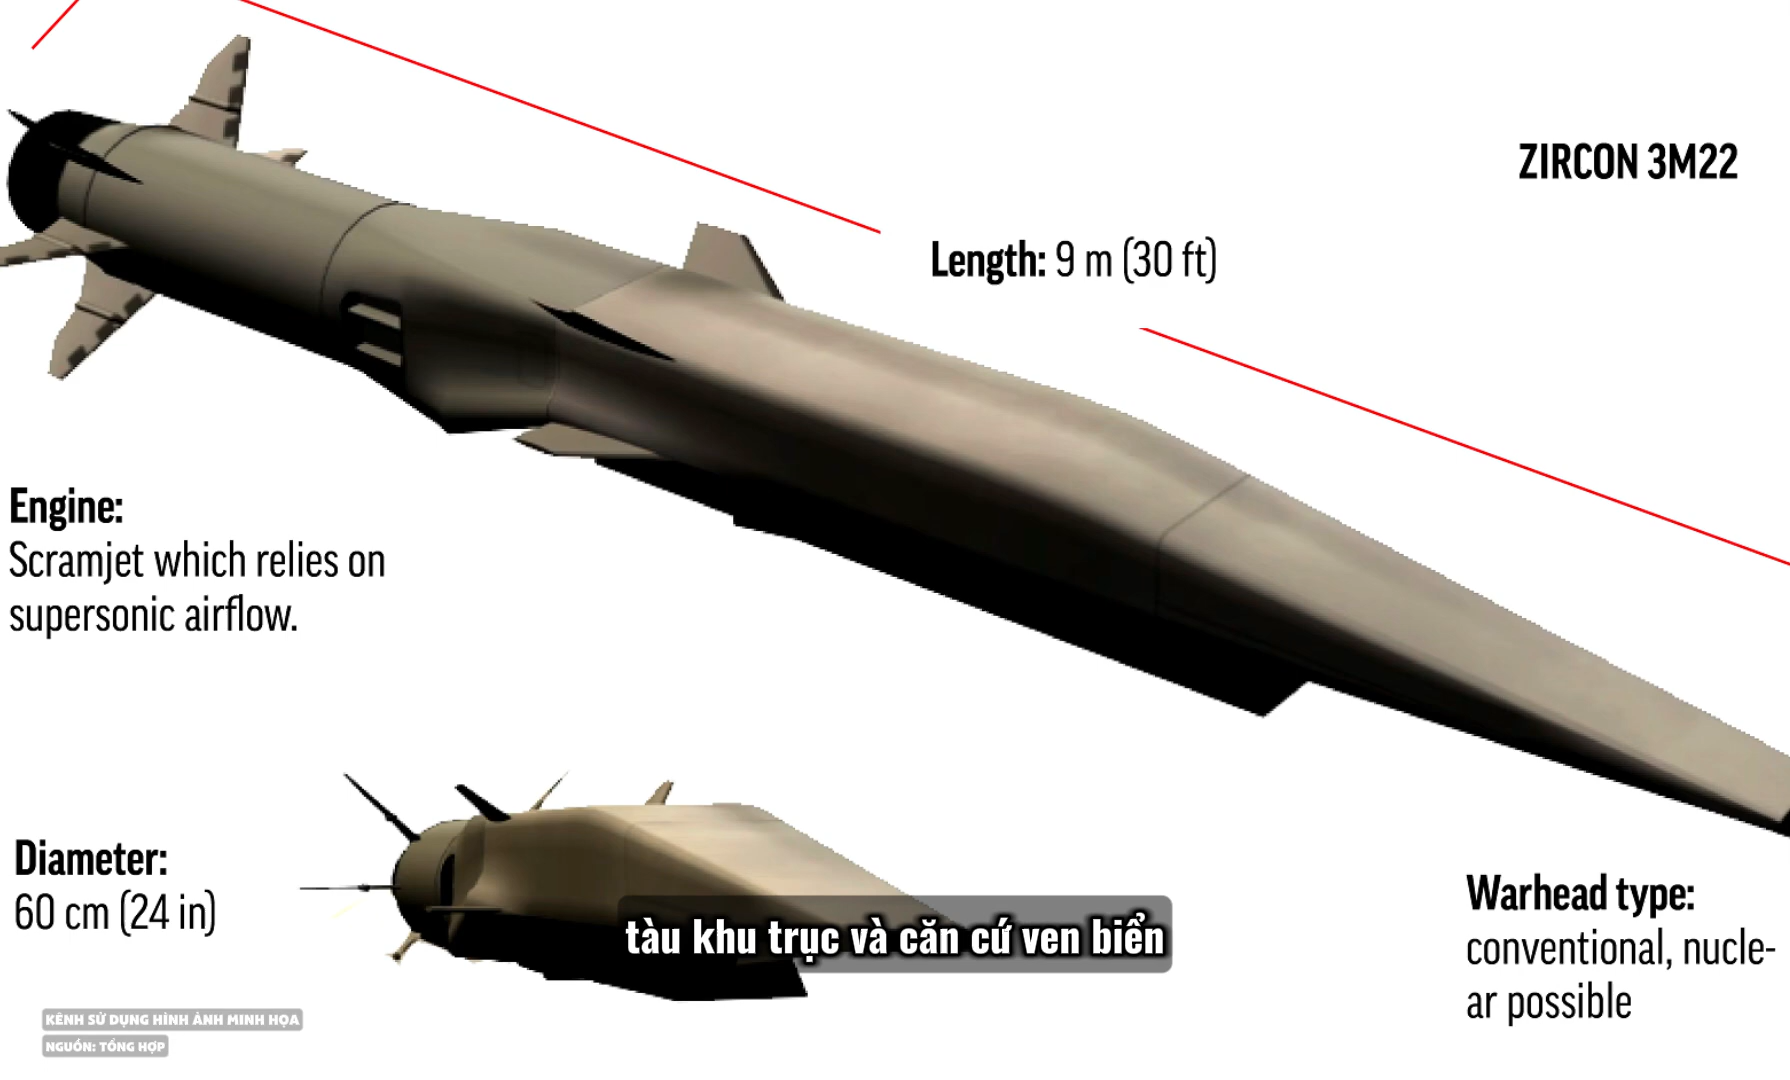 ZIRCON 3M22
Length: 9 m (30 ft)
Engine:
Scramjet which relies on
supersonic airflow.
Diameter:
60 cm (24 in)
Warhead type:
conventional, nucle-
ar possible
tàu khu trục và căn cứ ven biển
KÊNH SỬ DỤNG HÌNH ẢNH MINH HỌA
NGUỒN: TỔNG HỢP